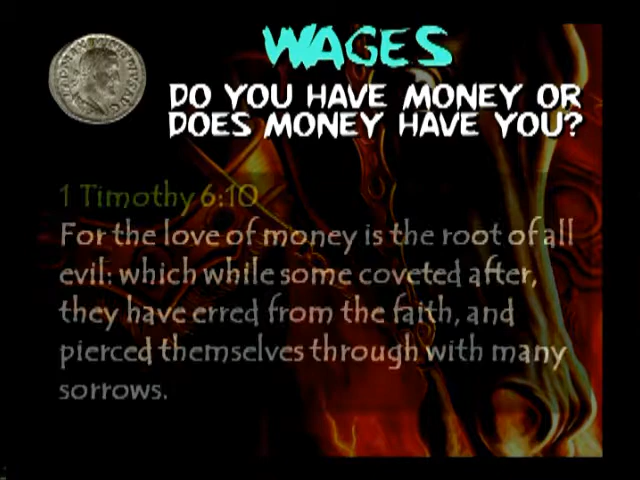 WAGES
DO YOU HAVE MONEY OR
DOES MONEY HAVE YOU?
1 Timothy 6:10
For the love of money is the root of all
evil: which while some coveted after,
they have erred from the faith, and
pierced themselves through with many
sorrows.